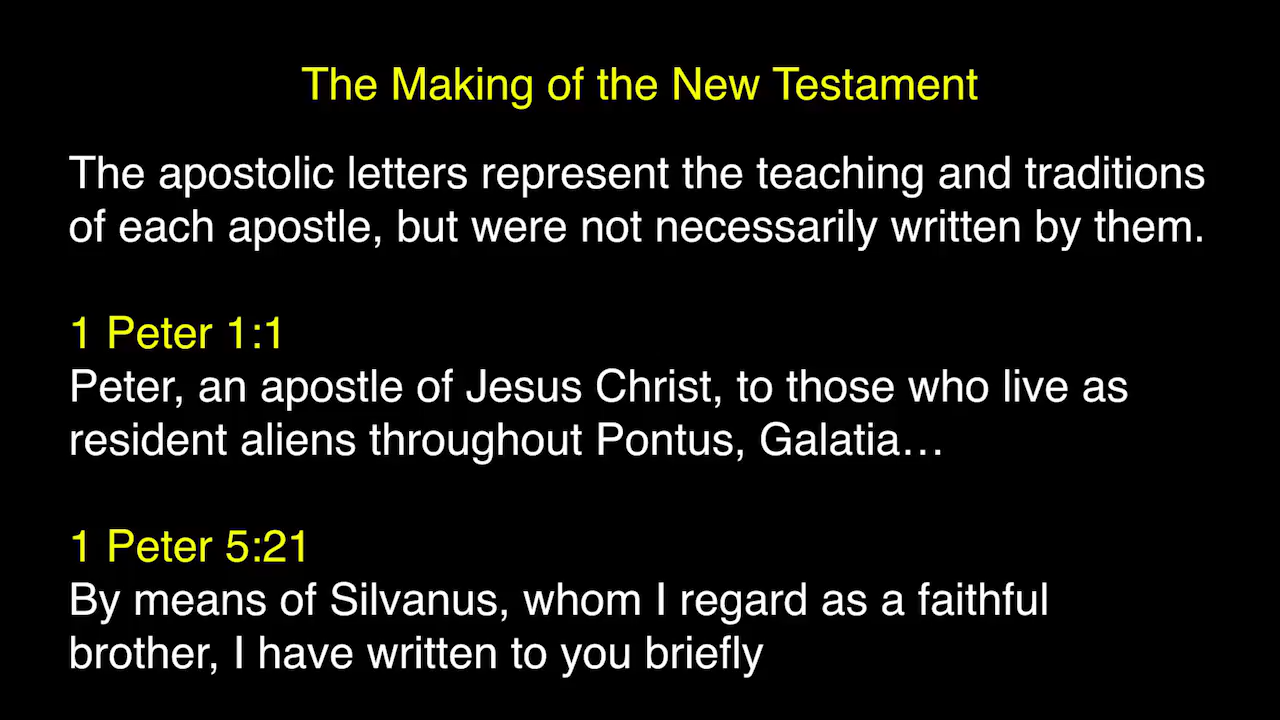 The Making of the New Testament
The apostolic letters represent the teaching and traditions
of each apostle, but were not necessarily written by them.
1 Peter 1:1
Peter, an apostle of Jesus Christ, to those who live as
resident aliens throughout Pontus, Galatia…
1 Peter 5:21
By means of Silvanus, whom I regard as a faithful
brother, I have written to you briefly